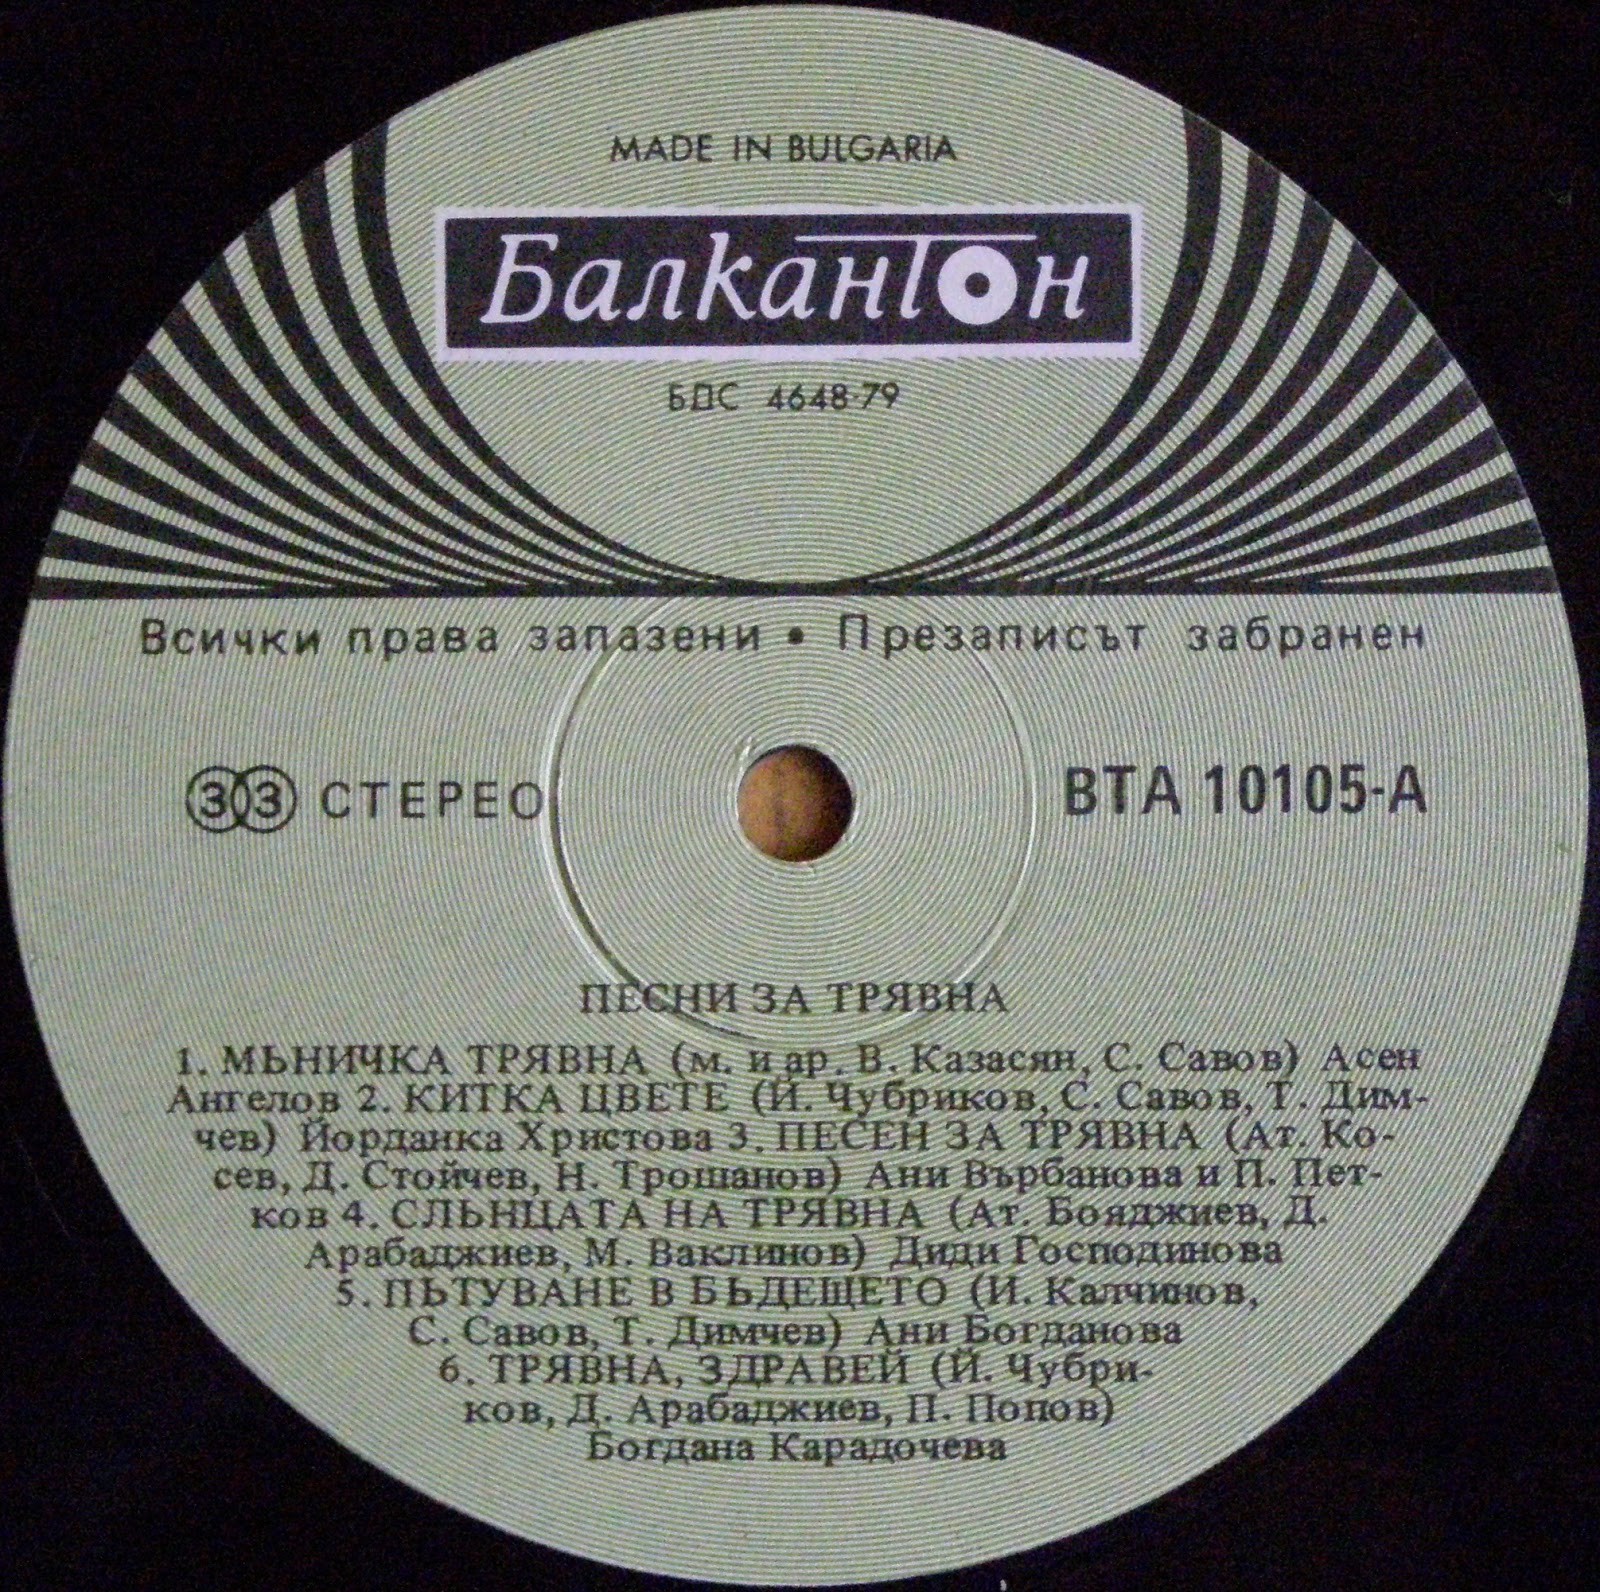 MADE IN BULGARIA
Балкантон
БДС 4648-79
Всички права запазени • Презаписът забранен
33 СТЕРЕО ВТА 10105-А
ПЕСНИ ЗА ТРЯВНА
1. МЪНИЧКА ТРЯВНА (м. и ар. В. Казасян, С. Савов) Асен
Ангелов 2. КИТКА ЦВЕТЕ (Й. Чубриков, С. Савов, Т. Дим-
чев) Йорданка Христова 3. ПЕСЕН ЗА ТРЯВНА (Ат. Ко-
сев, Д. Стойчев, Н. Трошанов) Ани Върбанова и П. Пет-
ков 4. СЛЪНЦАТА НА ТРЯВНА (Ат. Бояджиев, Д.
Арабаджиев, М. Ваклинов) Диди Господинова
5. ПЪТУВАНЕ В БЪДЕЩЕТО (И. Калчинов,
С. Савов, Т. Димчев) Ани Богданова
6. ТРЯВНА, ЗДРАВЕЙ (Й. Чубри-
ков, Д. Арабаджиев, П. Попов)
Богдана Карадочева